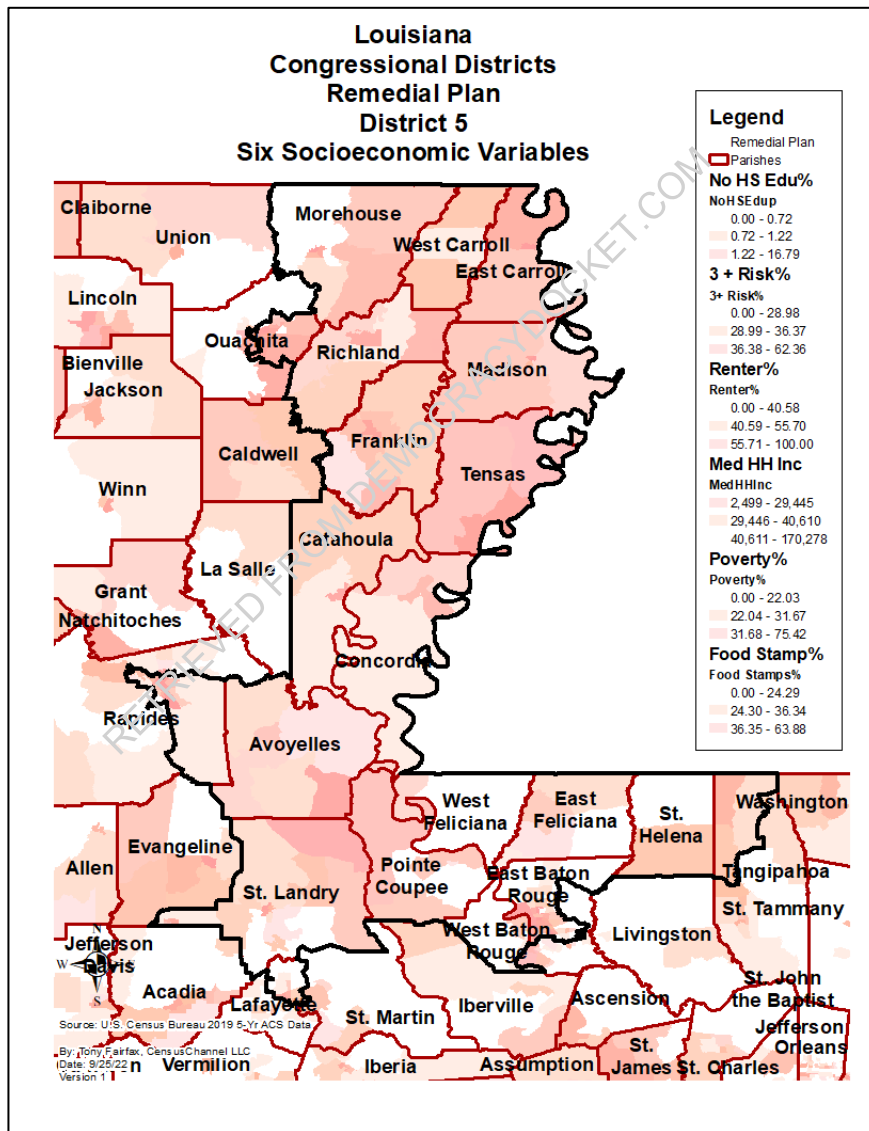 Louisiana
Congressional Districts
Remedial Plan
District 5
Six Socioeconomic Variables
Legend
Remedial Plan
Parishes
No HS Edu%
NoHSEdup
0.00 - 0.72
0.72 - 1.22
1.22 - 16.79
3 + Risk%
3+ Risk%
0.00 - 28.98
28.99 - 36.37
36.38 - 62.36
Renter%
Renter%
0.00 - 40.58
40.59 - 55.70
55.71 - 100.00
Med HH Inc
MedHHInc
2,499 - 29,445
29,446 - 40,610
40,611 - 170,278
Poverty%
Poverty%
0.00 - 22.03
22.04 - 31.67
31.68 - 75.42
Food Stamp%
Food Stamps%
0.00 - 24.29
24.30 - 36.34
36.35 - 63.88
Claiborne
Union
Morehouse
West Carroll
East Carroll
Lincoln
Ouachita
Richland
Madison
Bienville
Jackson
Caldwell
Franklin
Tensas
Winn
Catahoula
La Salle
Grant
Natchitoches
Concordia
Rapides
Avoyelles
West
Feliciana
East
Feliciana
St.
Helena
Washington
Evangeline
Allen
Pointe
Coupee
East Baton
Rouge
Tangipahoa
St. Landry
St. Tammany
West Baton
Rouge
Livingston
Jefferson
Davis
N
W
E
S
Acadia
Lafayette
St. Martin
Iberville
Ascension
St. John
the Baptist
Jefferson
Orleans
Source: U.S. Census Bureau 2019 5-Yr ACS Data
By: Tony Fairfax, CensusChannel LLC
Date: 9/25/22
Version 1
Vermilion
Iberia
Assumption
St.
James
St. Charles
RETRIEVED FROM DEMOCRACYDOCKET.COM